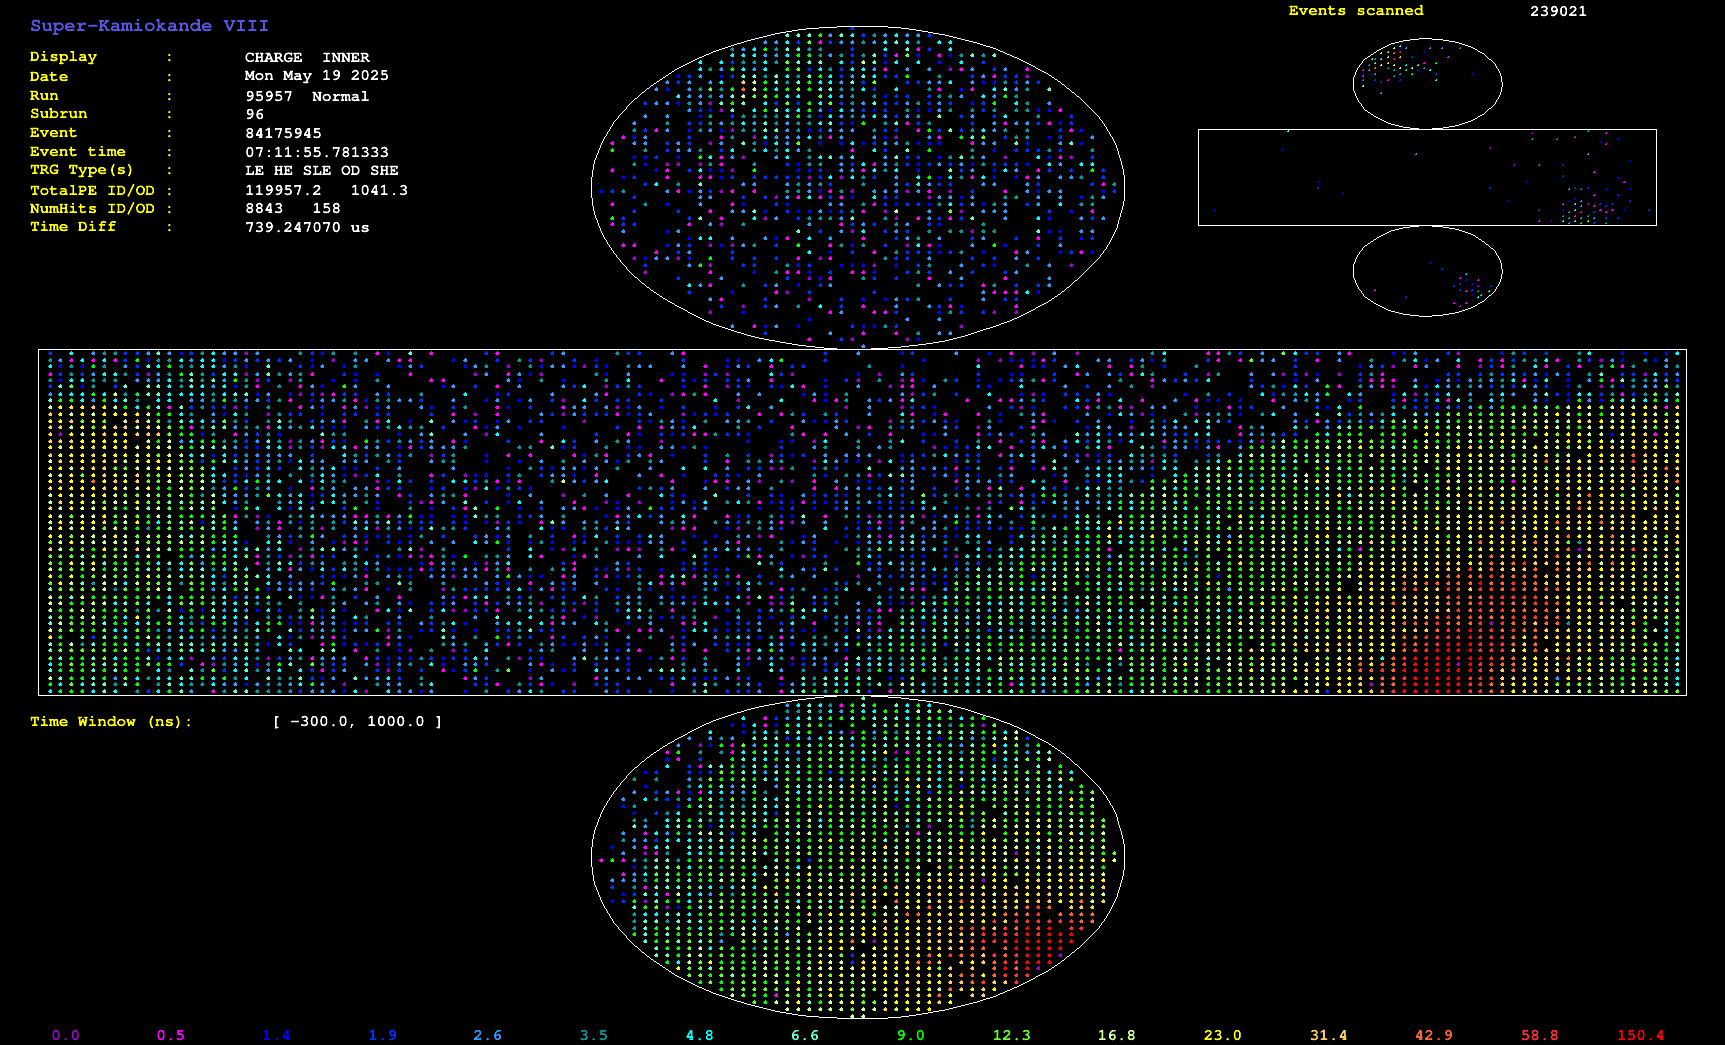 Super-Kamiokande VIII
Display : CHARGE INNER
Date : Mon May 19 2025
Run : 95957 Normal
Subrun : 96
Event : 84175945
Event time : 07:11:55.781333
TRG Type(s) : LE HE SLE OD SHE
TotalPE ID/OD : 119957.2 1041.3
NumHits ID/OD : 8843 158
Time Diff : 739.247070 us
Events scanned 239021
Time Window (ns): [ -300.0, 1000.0 ]
0.0 0.5 1.4 1.9 2.6 3.5 4.8 6.6 9.0 12.3 16.8 23.0 31.4 42.9 58.8 150.4